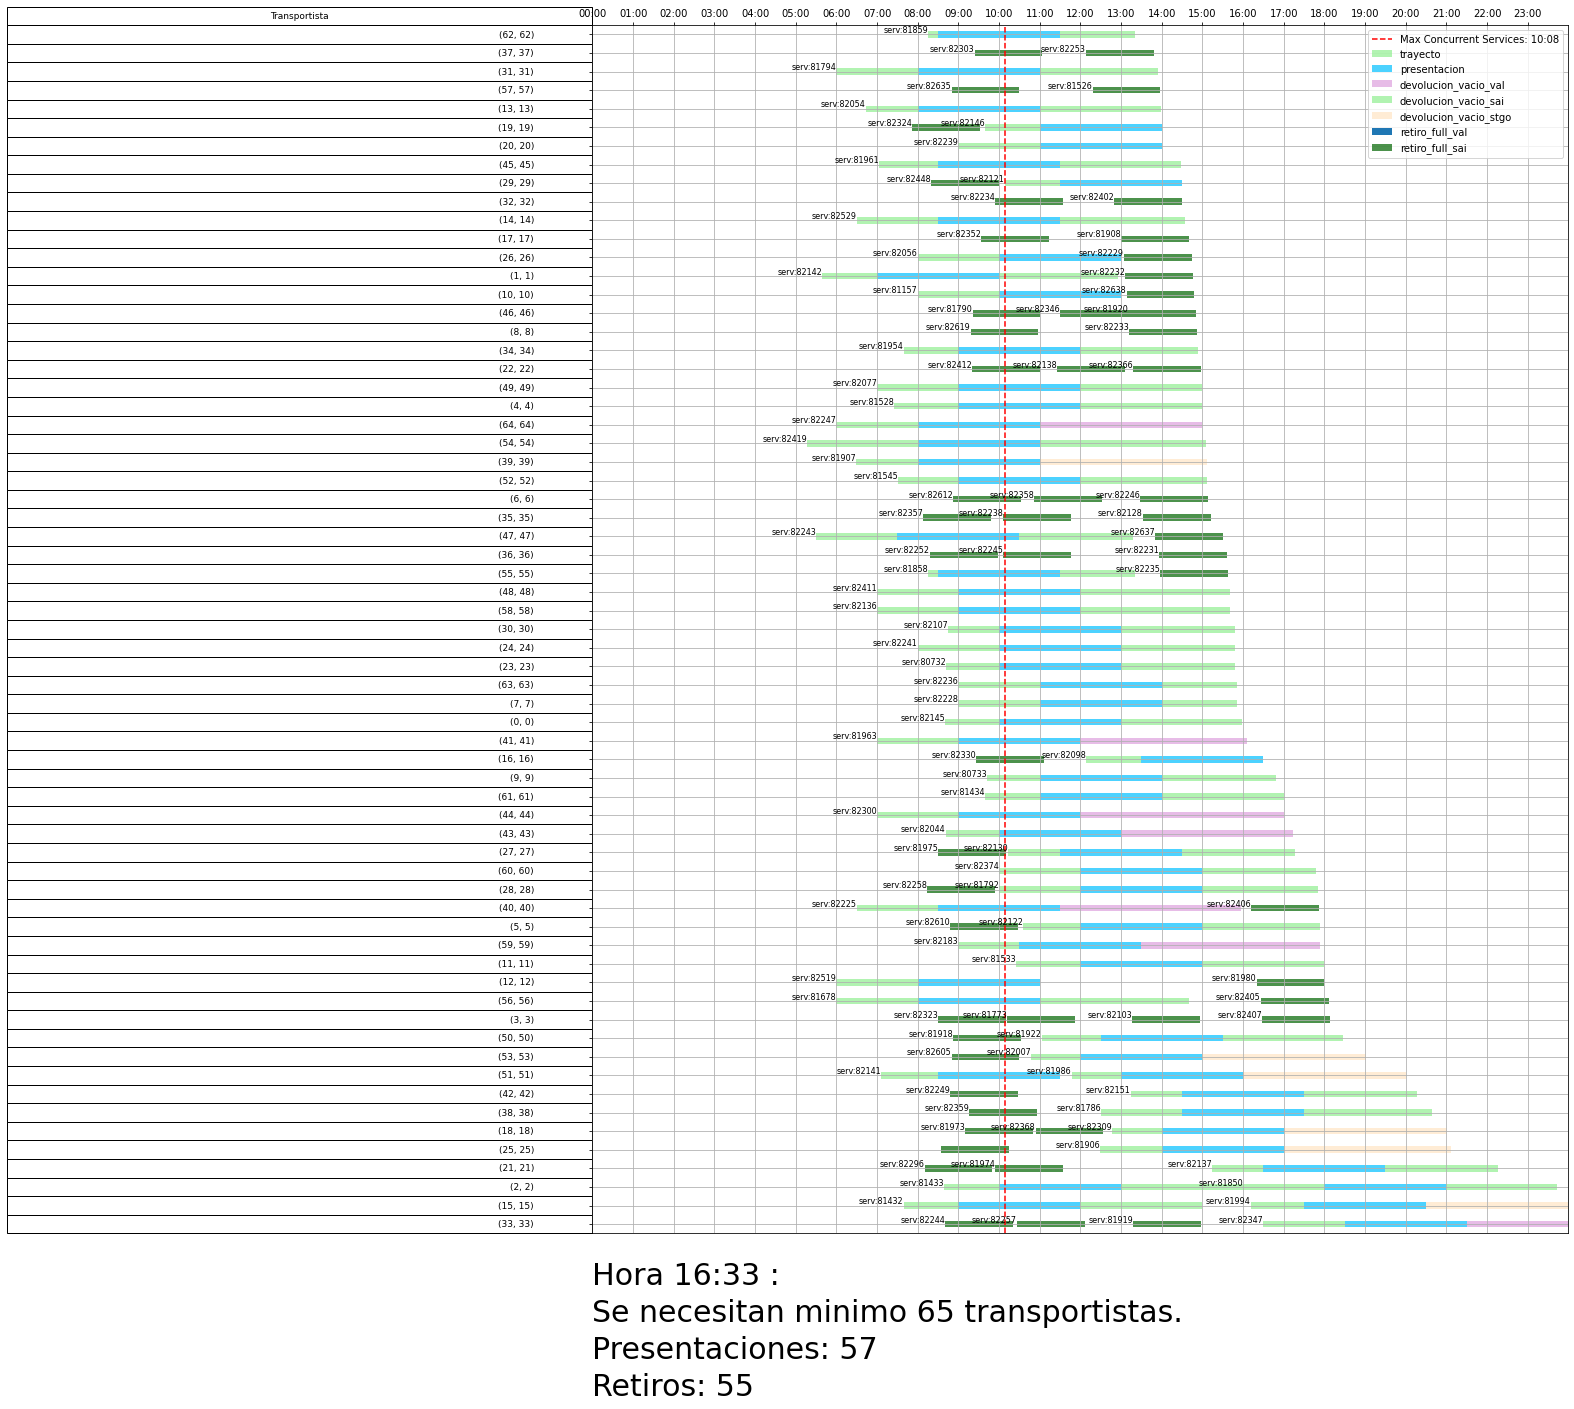 Transportista
00:00 01:00 02:00 03:00 04:00 05:00 06:00 07:00 08:00 09:00 10:00 11:00 12:00 13:00 14:00 15:00 16:00 17:00 18:00 19:00 20:00 21:00 22:00 23:00
Max Concurrent Services: 10:08
trayecto
presentacion
devolucion_vacio_val
devolucion_vacio_sai
devolucion_vacio_stgo
retiro_full_val
retiro_full_sai
(62, 62) serv:81859
(37, 37) serv:82303 serv:82253
(31, 31) serv:81794
(57, 57) serv:82635 serv:81526
(13, 13) serv:82054
(19, 19) serv:82324 serv:82146
(20, 20) serv:82239
(45, 45) serv:81961
(29, 29) serv:82448 serv:82121
(32, 32) serv:82234 serv:82402
(14, 14) serv:82529
(17, 17) serv:82352 serv:81908
(26, 26) serv:82056 serv:82229
(1, 1) serv:82142 serv:82232
(10, 10) serv:81157 serv:82638
(46, 46) serv:81790 serv:82346 serv:81920
(8, 8) serv:82619 serv:82233
(34, 34) serv:81954
(22, 22) serv:82412 serv:82138 serv:82366
(49, 49) serv:82077
(4, 4) serv:81528
(64, 64) serv:82247
(54, 54) serv:82419
(39, 39) serv:81907
(52, 52) serv:81545
(6, 6) serv:82612 serv:82358 serv:82246
(35, 35) serv:82357 serv:82238 serv:82128
(47, 47) serv:82243 serv:82637
(36, 36) serv:82252 serv:82245 serv:82231
(55, 55) serv:81858 serv:82235
(48, 48) serv:82411
(58, 58) serv:82136
(30, 30) serv:82107
(24, 24) serv:82241
(23, 23) serv:80732
(63, 63) serv:82236
(7, 7) serv:82228
(0, 0) serv:82145
(41, 41) serv:81963
(16, 16) serv:82330 serv:82098
(9, 9) serv:80733
(61, 61) serv:81434
(44, 44) serv:82300
(43, 43) serv:82044
(27, 27) serv:81975 serv:82130
(60, 60) serv:82374
(28, 28) serv:82258 serv:81792
(40, 40) serv:82225 serv:82406
(5, 5) serv:82610 serv:82122
(59, 59) serv:82183
(11, 11) serv:81533
(12, 12) serv:82519 serv:81980
(56, 56) serv:81678 serv:82405
(3, 3) serv:82323 serv:81773 serv:82103 serv:82407
(50, 50) serv:81918 serv:81922
(53, 53) serv:82605 serv:82007
(51, 51) serv:82141 serv:81986
(42, 42) serv:82249 serv:82151
(38, 38) serv:82359 serv:81786
(18, 18) serv:81973 serv:82368 serv:82309
(25, 25) serv:81906
(21, 21) serv:82296 serv:81974 serv:82137
(2, 2) serv:81433 serv:81850
(15, 15) serv:81432 serv:81994
(33, 33) serv:82244 serv:82257 serv:81919 serv:82347
Hora 16:33 :
Se necesitan minimo 65 transportistas.
Presentaciones: 57
Retiros: 55